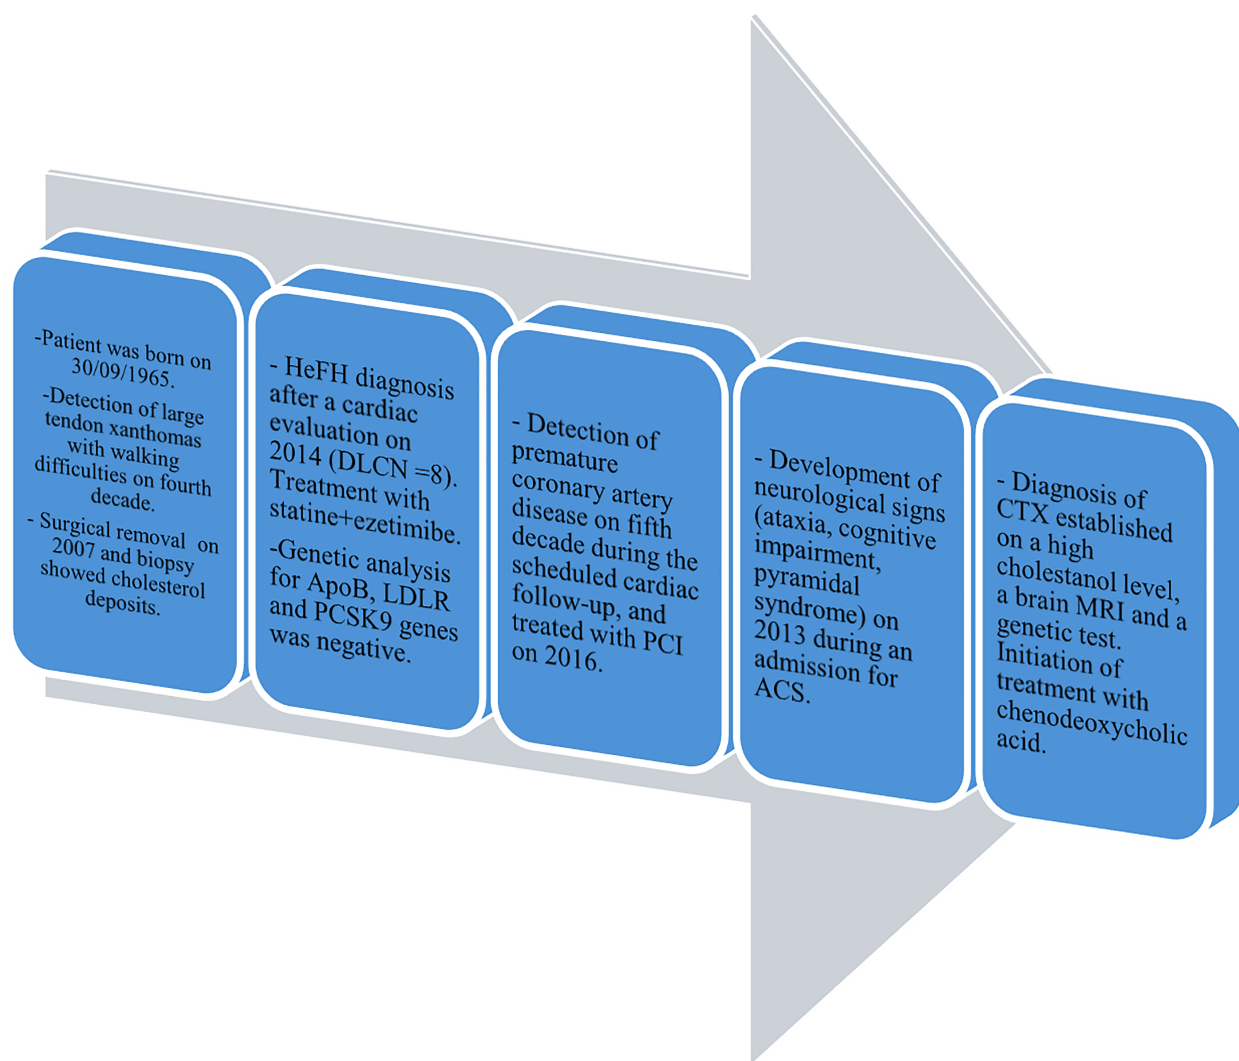 -Patient was born on
30/09/1965.
-Detection of large
tendon xanthomas
with walking
difficulties on fourth
decade.
- Surgical removal on
2007 and biopsy
showed cholesterol
deposits.
- HeFH diagnosis
after a cardiac
evaluation on
2014 (DLCN =8).
Treatment with
statine+ezetimibe.
-Genetic analysis
for ApoB, LDLR
and PCSK9 genes
was negative.
- Detection of
premature
coronary artery
disease on fifth
decade during the
scheduled cardiac
follow-up, and
treated with PCI
on 2016.
- Development of
neurological signs
(ataxia, cognitive
impairment,
pyramidal
syndrome) on
2013 during an
admission for
ACS.
- Diagnosis of
CTX established
on a high
cholestanol level,
a brain MRI and a
genetic test.
Initiation of
treatment with
chenodeoxycholic
acid.